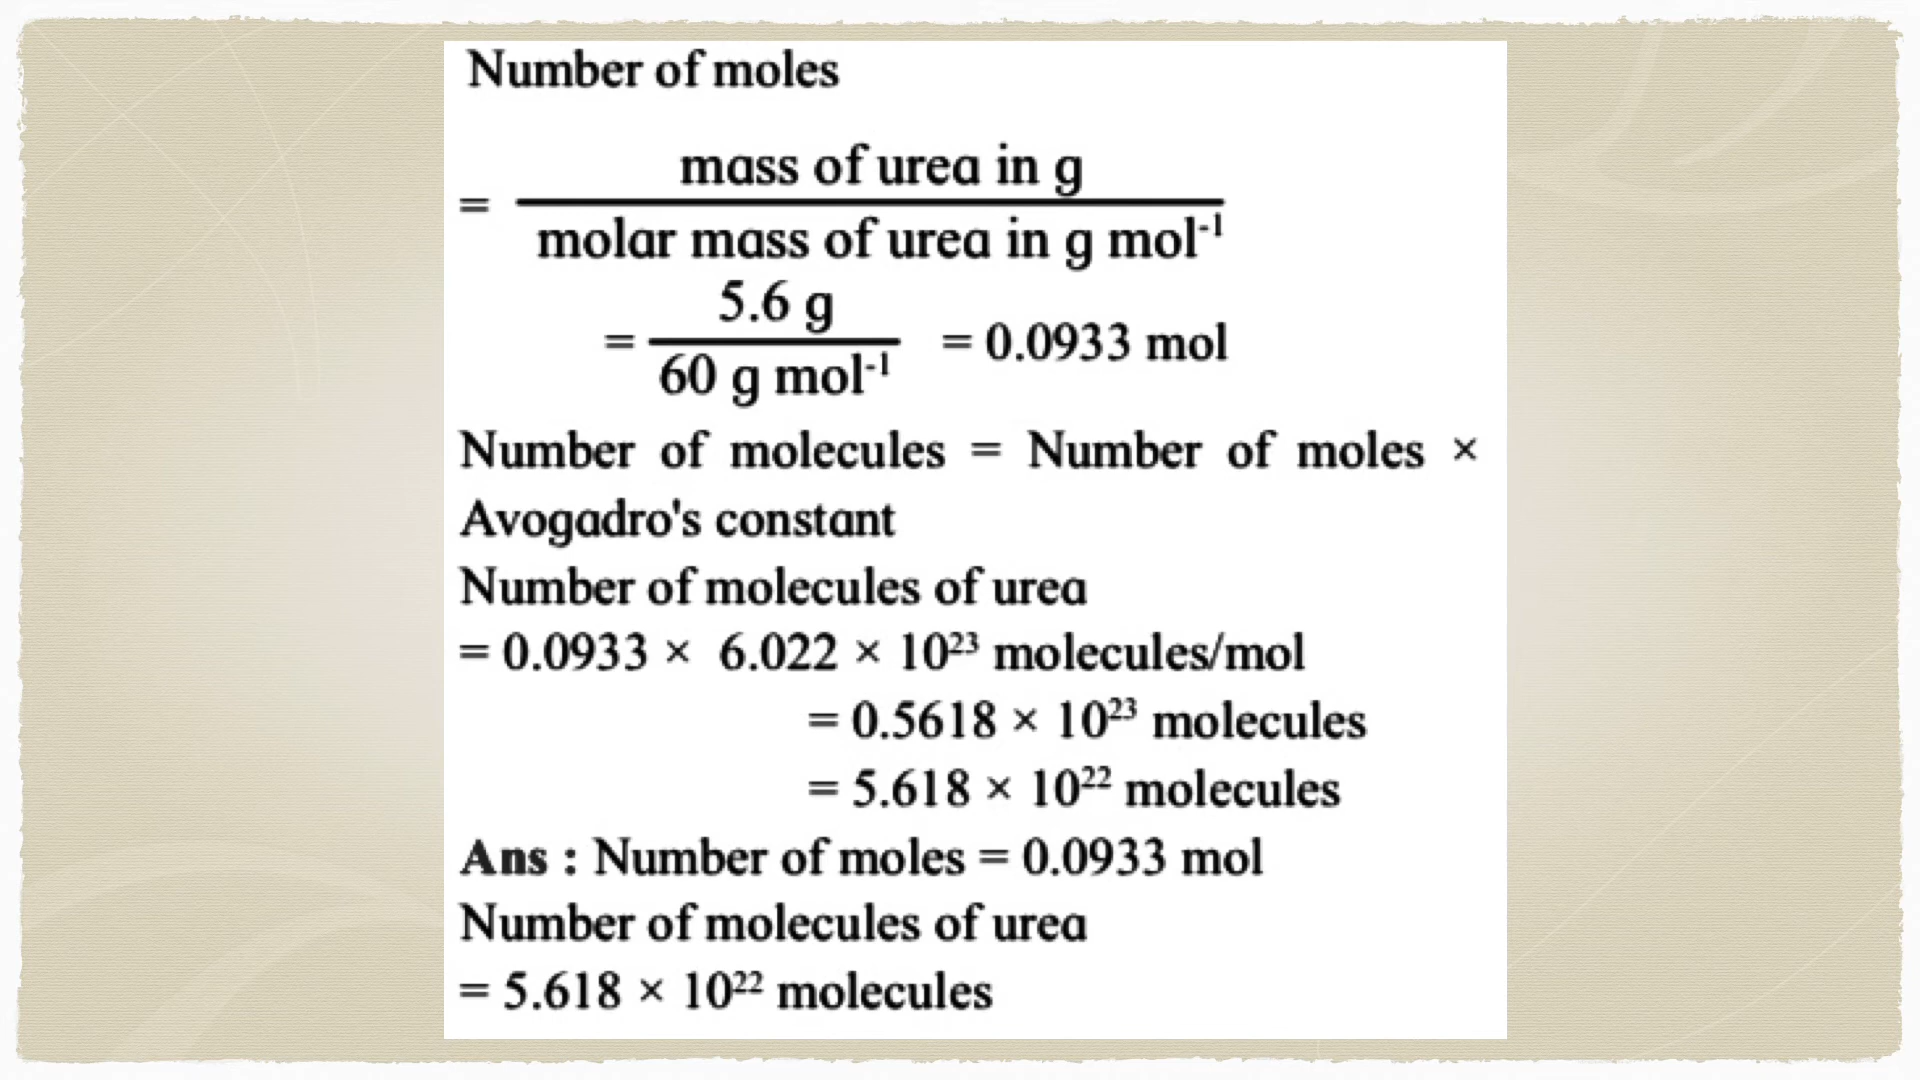 Number of moles
= mass of urea in g / molar mass of urea in g mol⁻¹
= 5.6 g / 60 g mol⁻¹ = 0.0933 mol
Number of molecules = Number of moles ×
Avogadro's constant
Number of molecules of urea
= 0.0933 × 6.022 × 10²³ molecules/mol
= 0.5618 × 10²³ molecules
= 5.618 × 10²² molecules
Ans : Number of moles = 0.0933 mol
Number of molecules of urea
= 5.618 × 10²² molecules